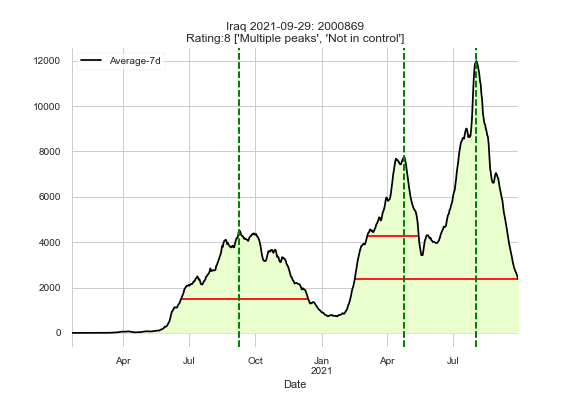 Iraq 2021-09-29: 2000869
Rating:8 ['Multiple peaks', 'Not in control']
Average-7d
12000
10000
8000
6000
4000
2000
0
Apr Jul Oct Jan Apr Jul
2021
Date